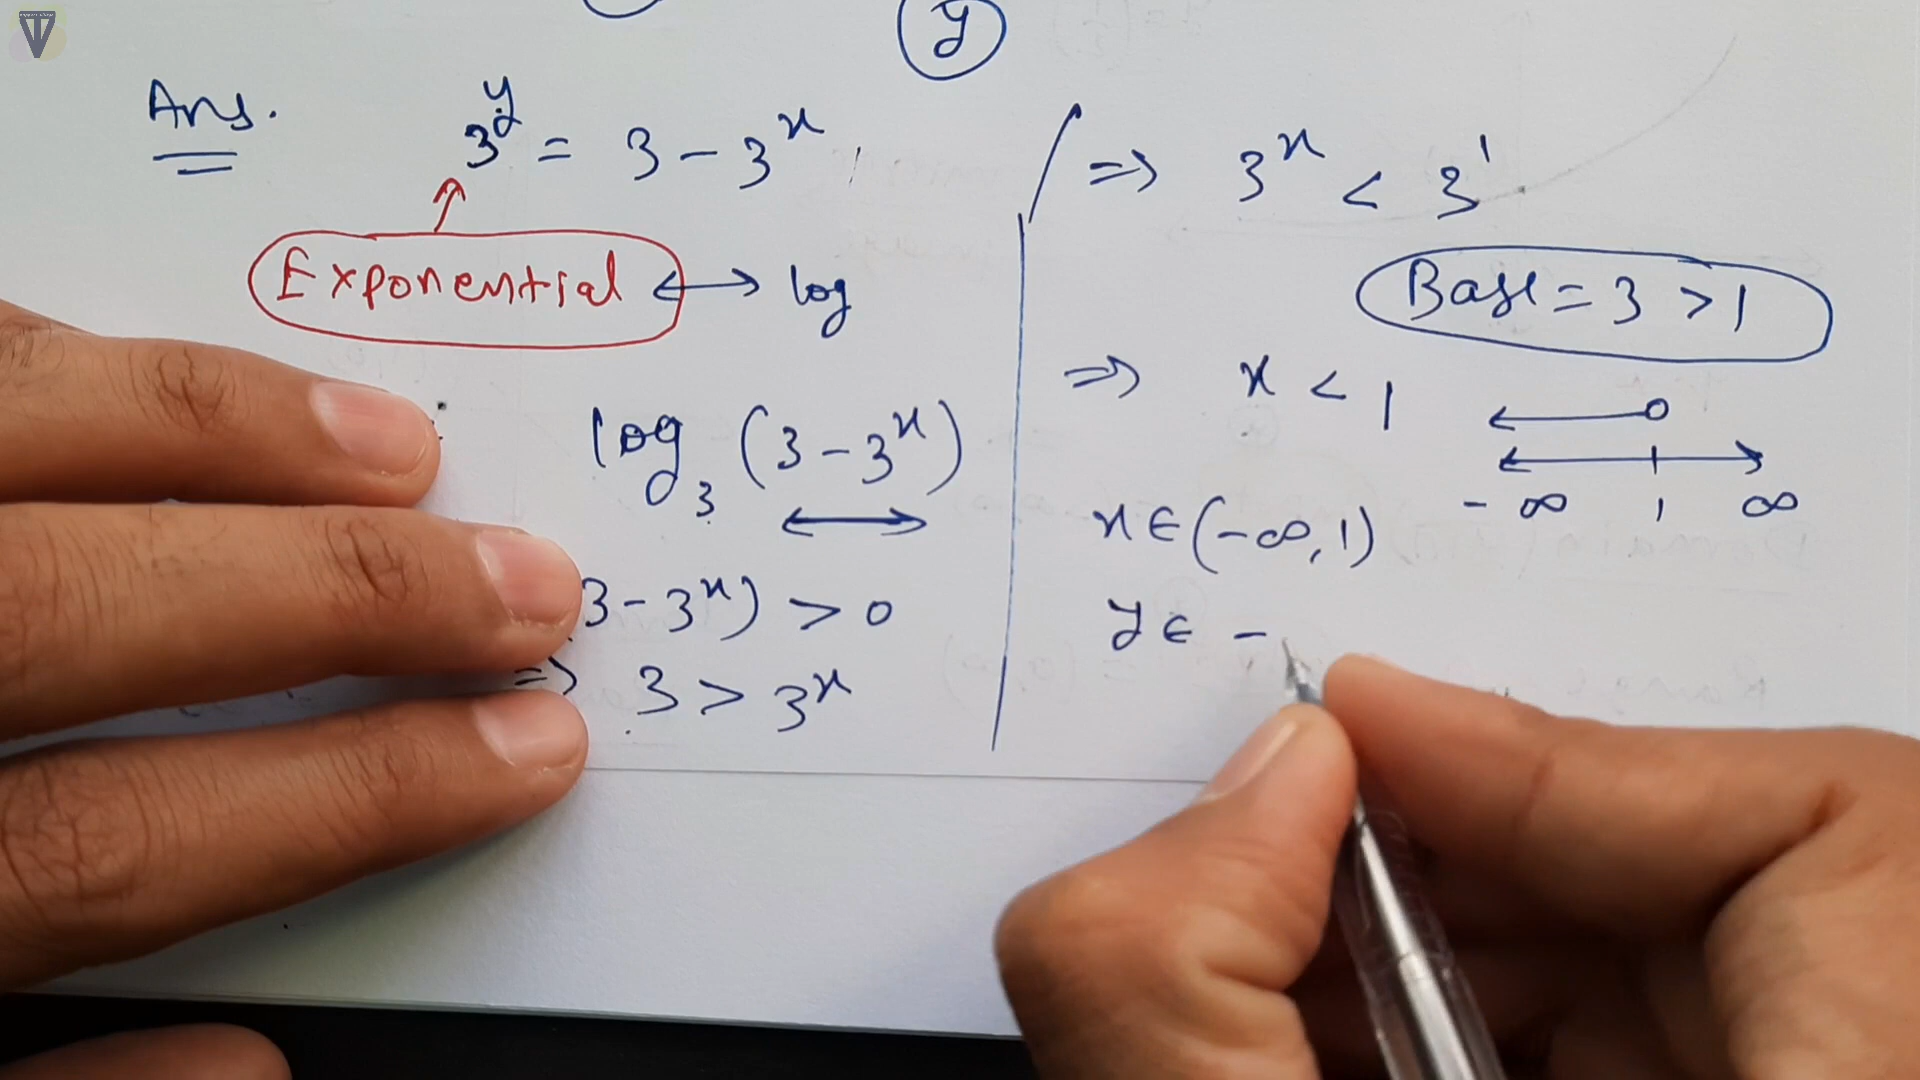 y
Ans. 3^y = 3 - 3^x,
Exponential ↔ log
log₃ (3 - 3^x)
3 - 3^x) > 0
⇒ 3 > 3^x
⇒ 3^x < 3^1
Base = 3 > 1
⇒ x < 1
-∞ 1 ∞
x ∈ (-∞, 1)
y ∈ -